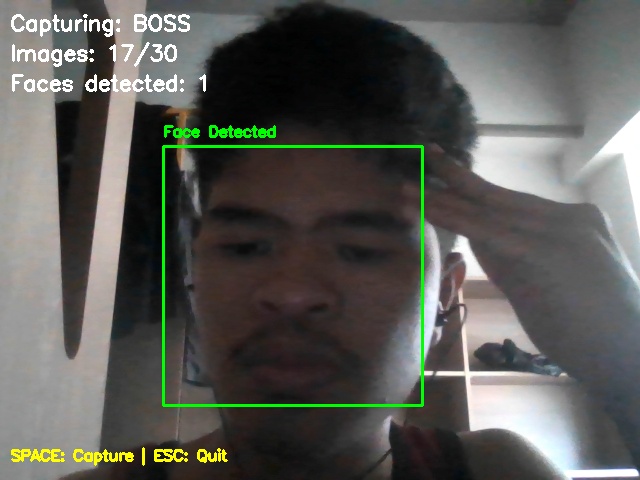 Capturing: BOSS
Images: 17/30
Faces detected: 1
Face Detected
SPACE: Capture | ESC: Quit